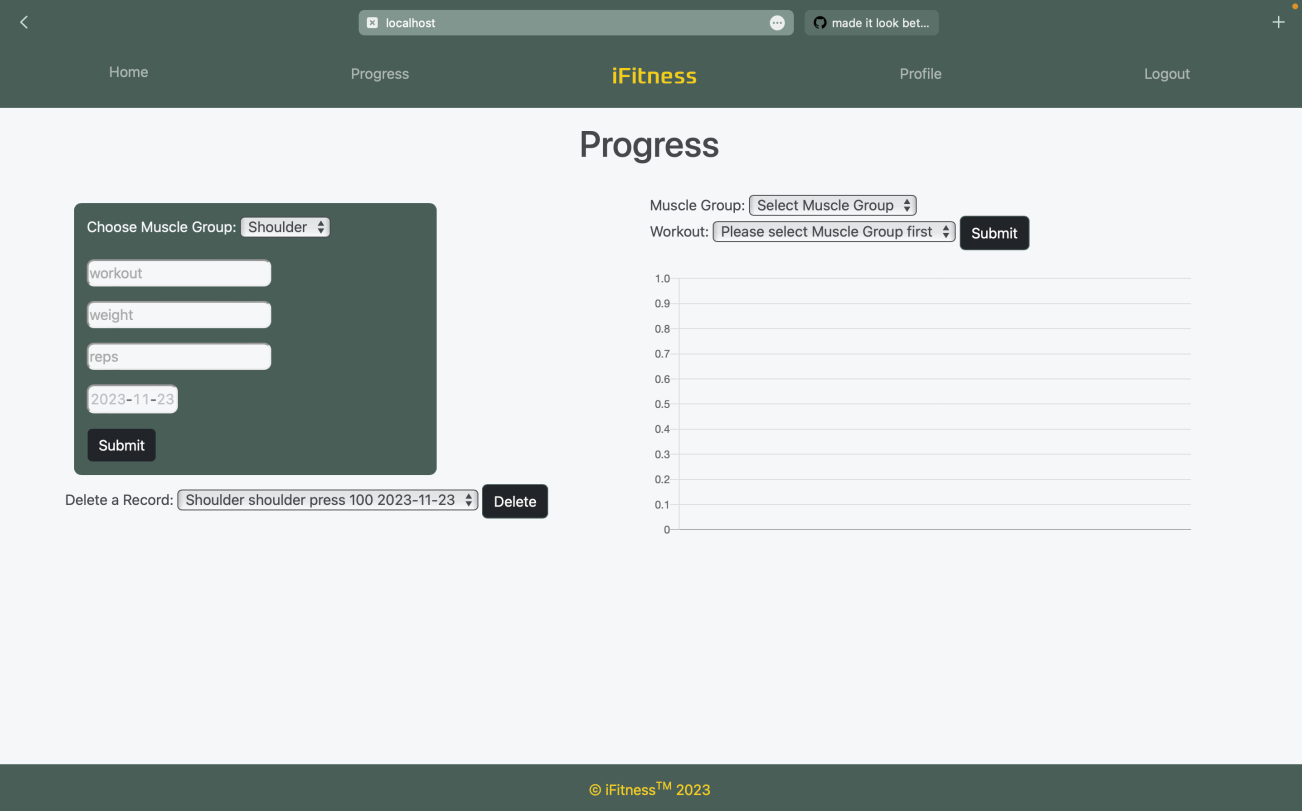 localhost
made it look bet...
Home
Progress
iFitness
Profile
Logout
Progress
Choose Muscle Group: Shoulder
workout
weight
reps
2023-11-23
Submit
Delete a Record: Shoulder shoulder press 100 2023-11-23 Delete
Muscle Group: Select Muscle Group
Workout: Please select Muscle Group first Submit
1.0
0.9
0.8
0.7
0.6
0.5
0.4
0.3
0.2
0.1
0
© iFitness™ 2023